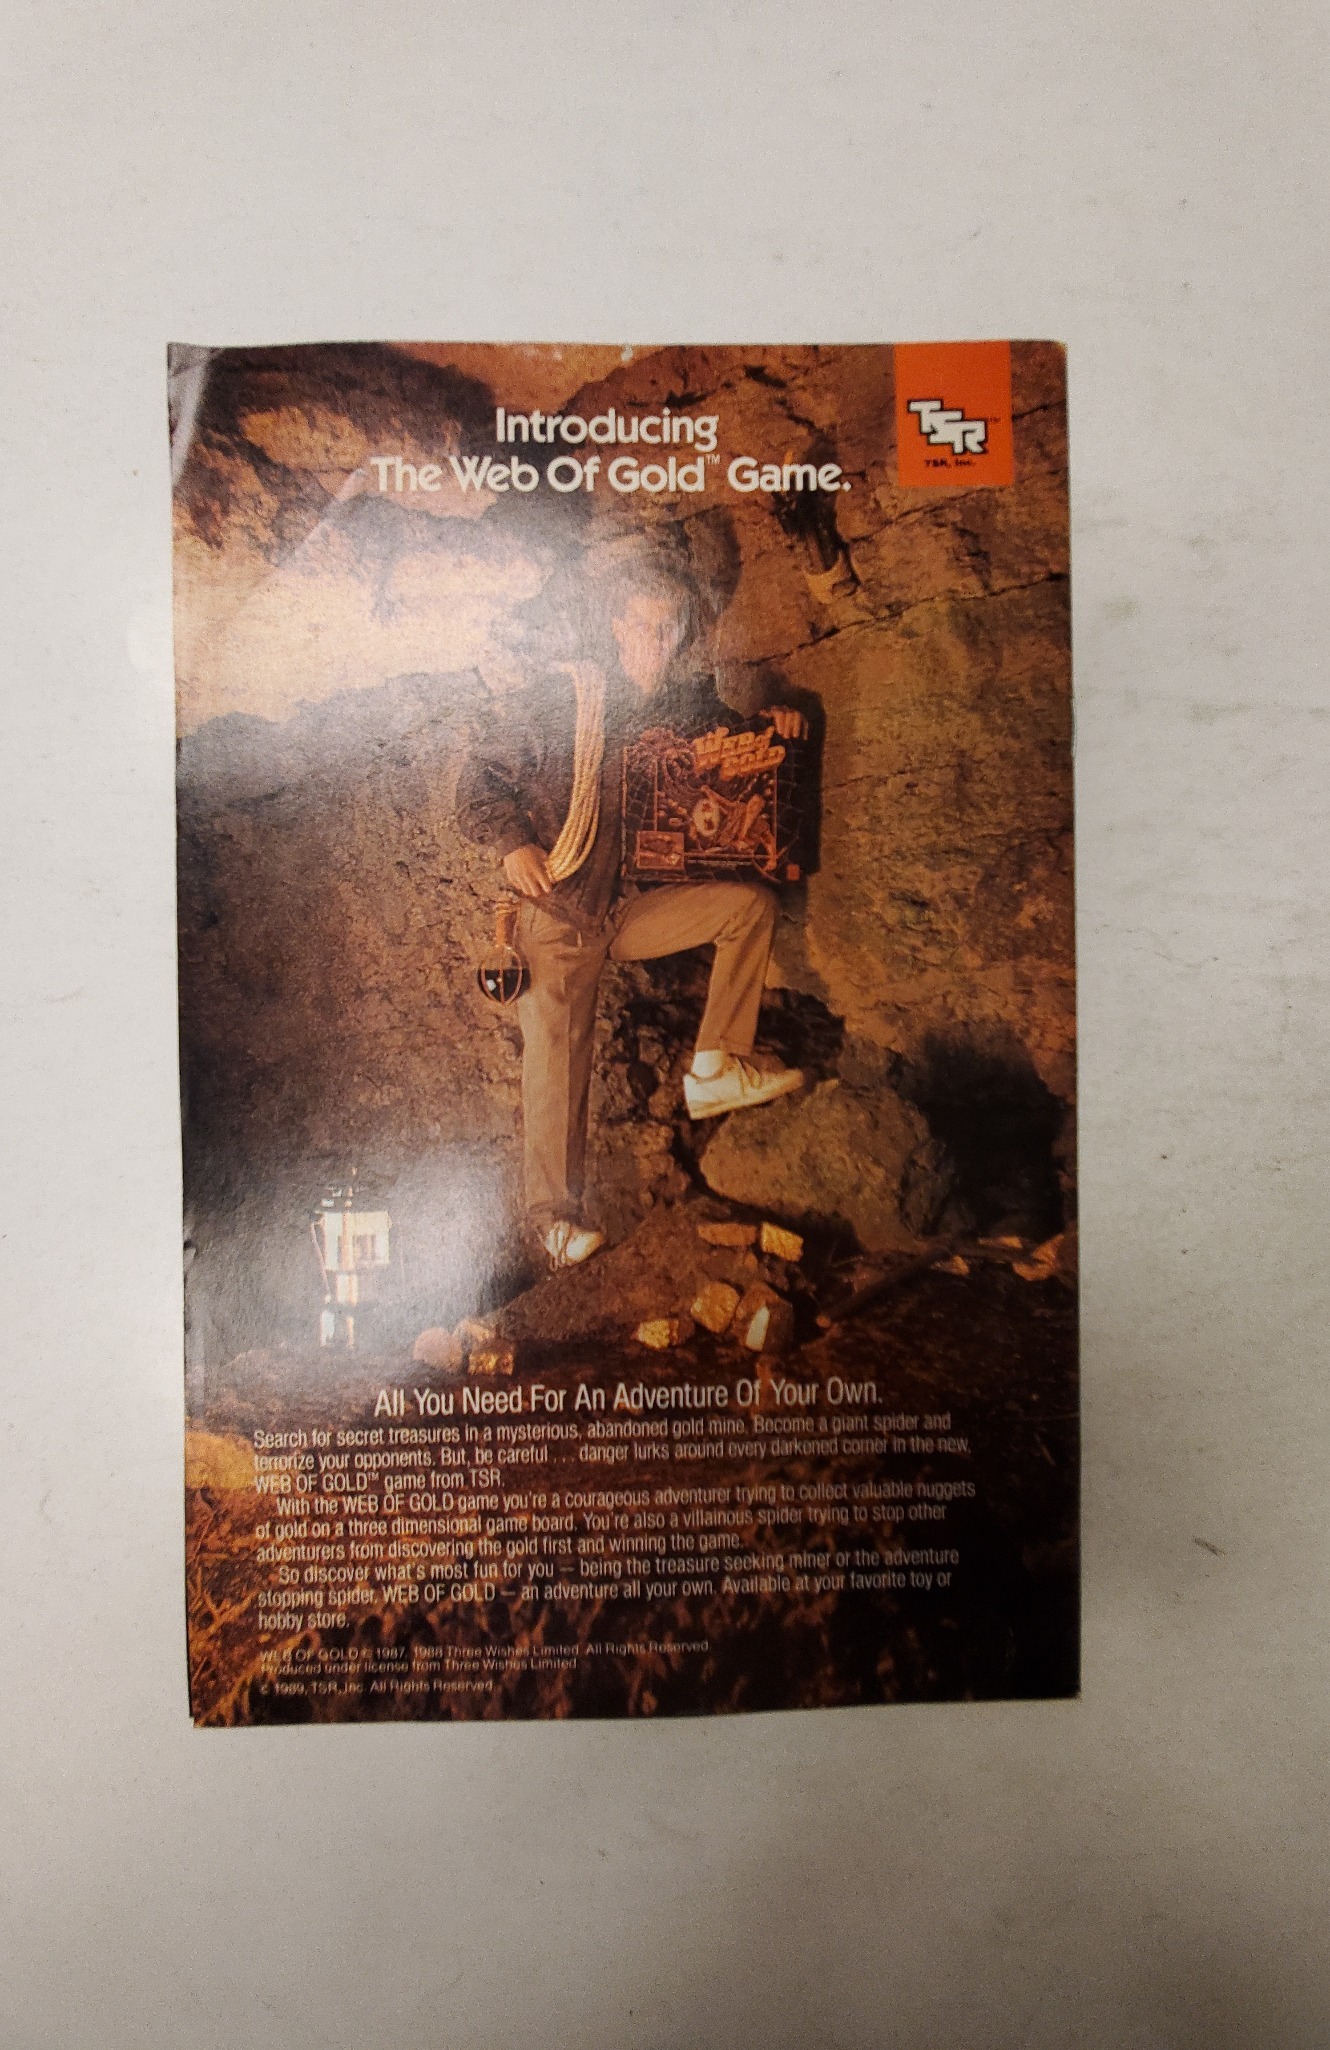 Introducing
The Web Of Gold™ Game.
TSR™
TSR, Inc.
WEB of
GOLD
All You Need For An Adventure Of Your Own.
Search for secret treasures in a mysterious, abandoned gold mine. Become a giant spider and
terrorize your opponents. But, be careful . . . danger lurks around every darkened corner in the new,
WEB OF GOLD™ game from TSR.
With the WEB OF GOLD game you're a courageous adventurer trying to collect valuable nuggets
of gold on a three dimensional game board. You're also a villainous spider trying to stop other
adventurers from discovering the gold first and winning the game.
So discover what's most fun for you — being the treasure seeking miner or the adventure
stopping spider. WEB OF GOLD — an adventure all your own. Available at your favorite toy or
hobby store.
WEB OF GOLD © 1987, 1988 Three Wishes Limited. All Rights Reserved.
Produced under license from Three Wishes Limited.
© 1989, TSR, Inc. All Rights Reserved.